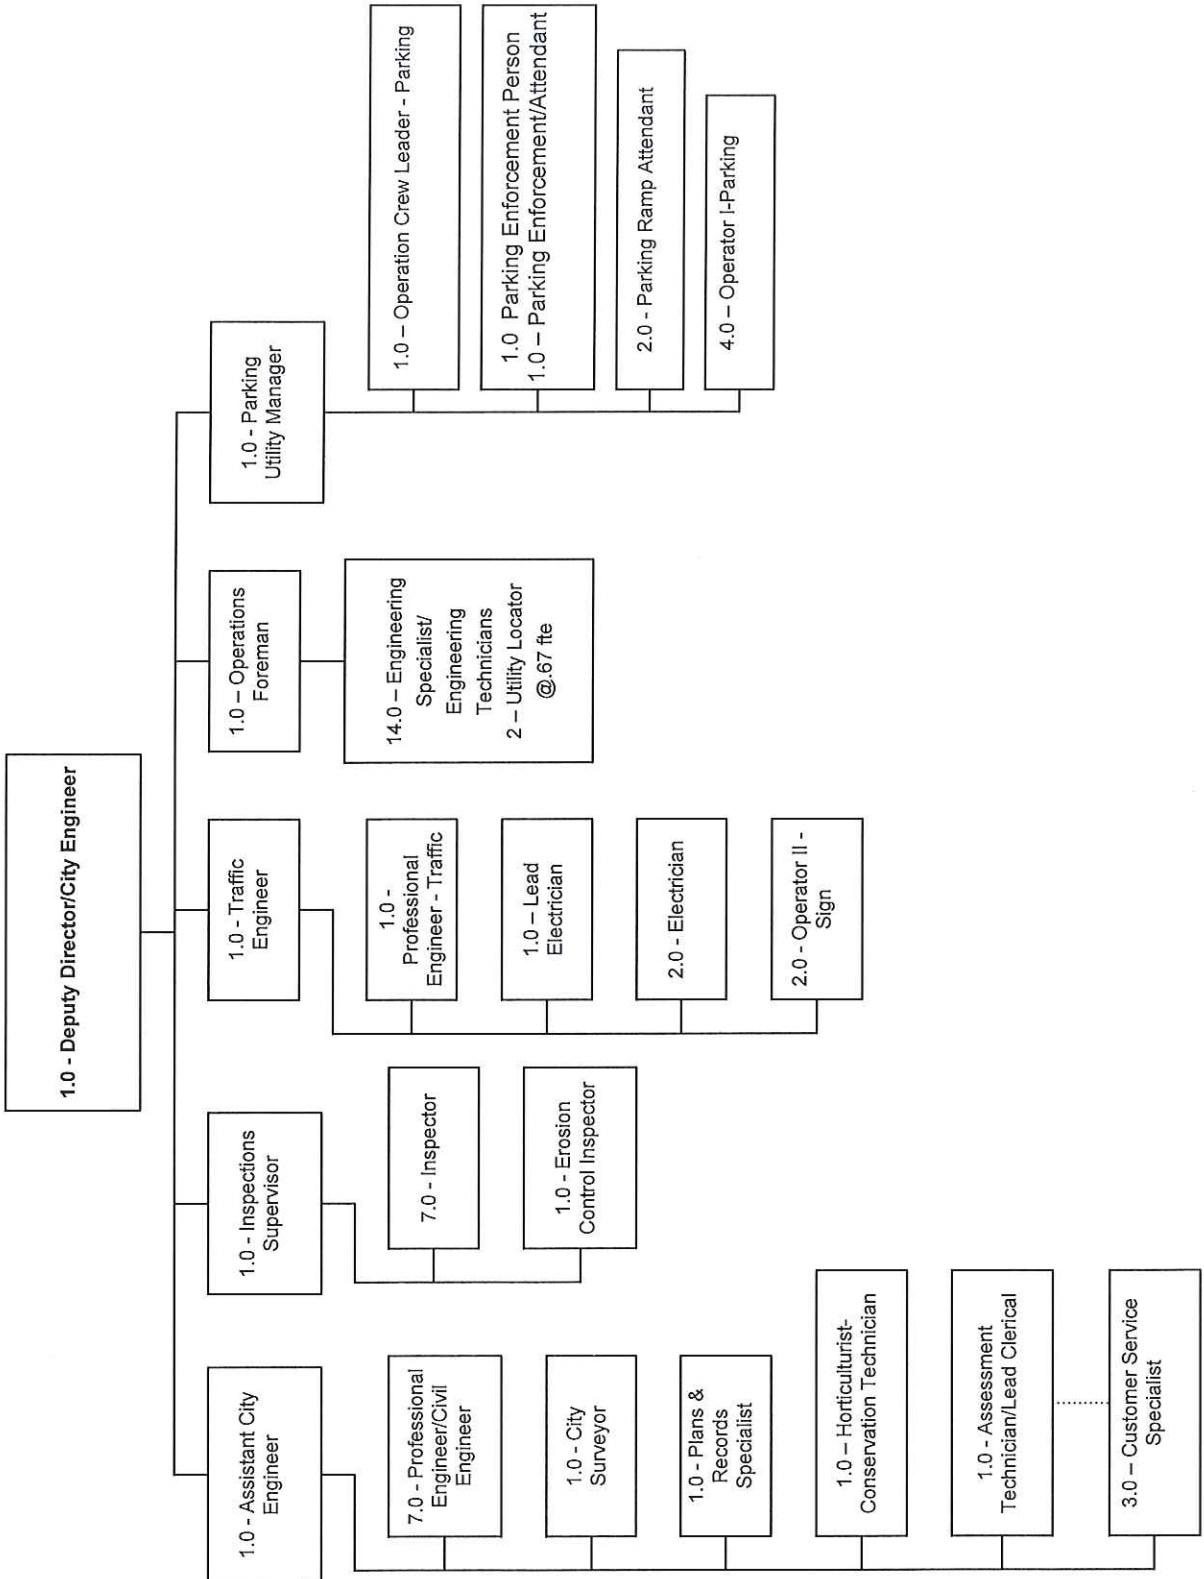 1.0 - Deputy Director/City Engineer
1.0 - Assistant City
Engineer
7.0 - Professional
Engineer/Civil
Engineer
1.0 - City
Surveyor
1.0 - Plans &
Records
Specialist
1.0 – Horticulturist-
Conservation Technician
1.0 - Assessment
Technician/Lead Clerical
3.0 – Customer Service
Specialist
1.0 - Inspections
Supervisor
7.0 - Inspector
1.0 - Erosion
Control Inspector
1.0 - Traffic
Engineer
1.0 -
Professional
Engineer - Traffic
1.0 – Lead
Electrician
2.0 - Electrician
2.0 - Operator II -
Sign
1.0 – Operations
Foreman
14.0 – Engineering
Specialist/
Engineering
Technicians
2 – Utility Locator
@.67 fte
1.0 - Parking
Utility Manager
1.0 – Operation Crew Leader - Parking
1.0 Parking Enforcement Person
1.0 – Parking Enforcement/Attendant
2.0 - Parking Ramp Attendant
4.0 – Operator I-Parking